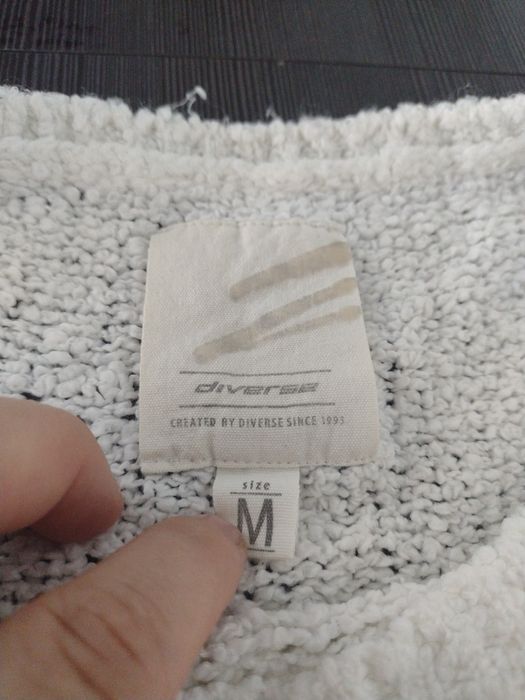 diverse
CREATED BY DIVERSE SINCE 1993
size
M